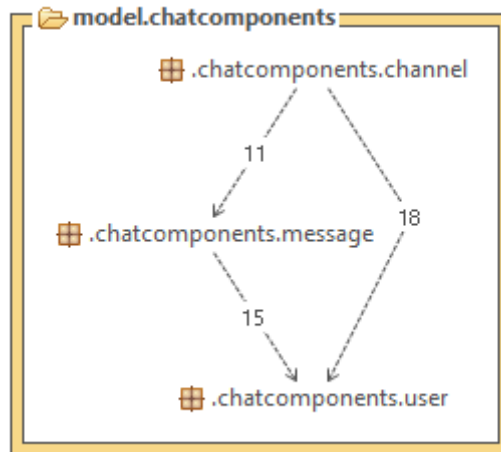 model.chatcomponents
.chatcomponents.channel
11
18
.chatcomponents.message
15
.chatcomponents.user